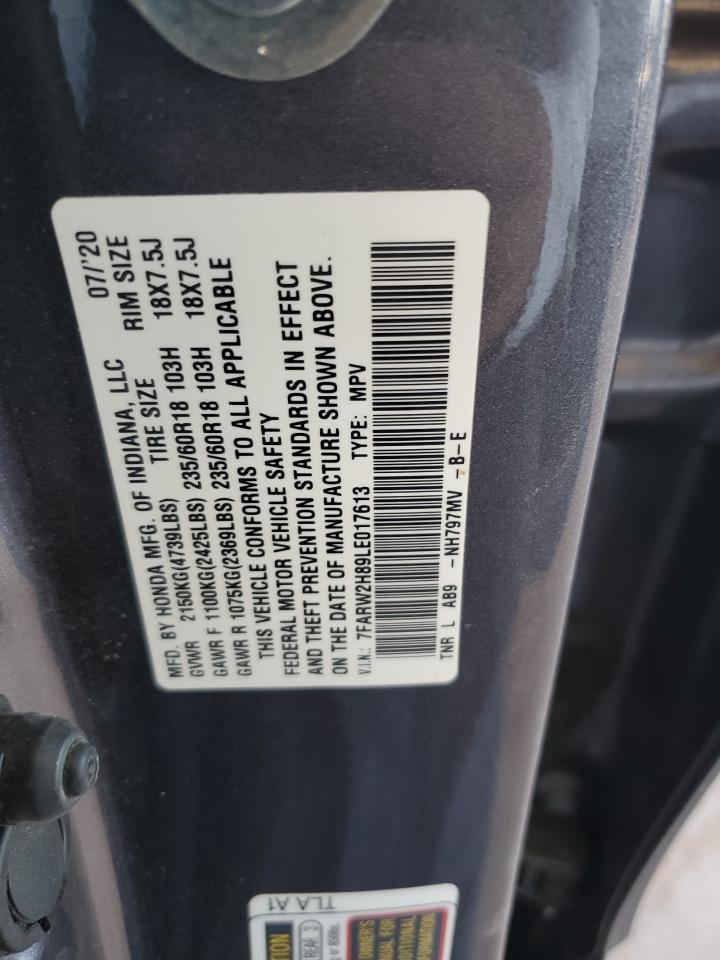 MFD. BY HONDA MFG. OF INDIANA, LLC 07/'20
TIRE SIZE RIM SIZE
GVWR 2150KG(4739LBS)
GAWR F 1100KG(2425LBS) 235/60R18 103H 18X7.5J
GAWR R 1075KG(2369LBS) 235/60R18 103H 18X7.5J
THIS VEHICLE CONFORMS TO ALL APPLICABLE
FEDERAL MOTOR VEHICLE SAFETY
AND THEFT PREVENTION STANDARDS IN EFFECT
ON THE DATE OF MANUFACTURE SHOWN ABOVE.
V.I.N.: 7FARW2H89LE017613 TYPE: MPV
TNR L AB9 -NH797MV -B-E
TLA A1
REAR 3